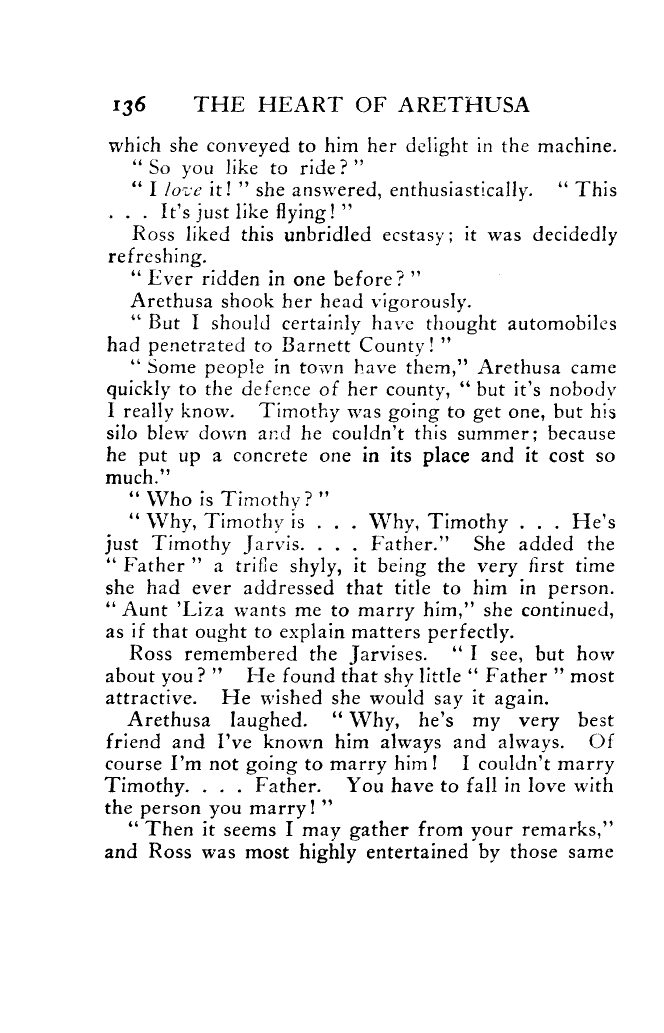 136 THE HEART OF ARETHUSA
which she conveyed to him her delight in the machine.
“ So you like to ride? ”
“ I love it! ” she answered, enthusiastically. “ This
. . . It's just like flying! ”
Ross liked this unbridled ecstasy; it was decidedly
refreshing.
“ Ever ridden in one before? ”
Arethusa shook her head vigorously.
“ But I should certainly have thought automobiles
had penetrated to Barnett County! ”
“ Some people in town have them,” Arethusa came
quickly to the defence of her county, “ but it's nobody
I really know. Timothy was going to get one, but his
silo blew down and he couldn't this summer; because
he put up a concrete one in its place and it cost so
much.”
“ Who is Timothy? ”
“ Why, Timothy is . . . Why, Timothy . . . He's
just Timothy Jarvis. . . . Father.” She added the
“ Father ” a trifle shyly, it being the very first time
she had ever addressed that title to him in person.
“ Aunt 'Liza wants me to marry him,” she continued,
as if that ought to explain matters perfectly.
Ross remembered the Jarvises. “ I see, but how
about you? ” He found that shy little “ Father ” most
attractive. He wished she would say it again.
Arethusa laughed. “ Why, he's my very best
friend and I've known him always and always. Of
course I'm not going to marry him! I couldn't marry
Timothy. . . . Father. You have to fall in love with
the person you marry! ”
“ Then it seems I may gather from your remarks,”
and Ross was most highly entertained by those same